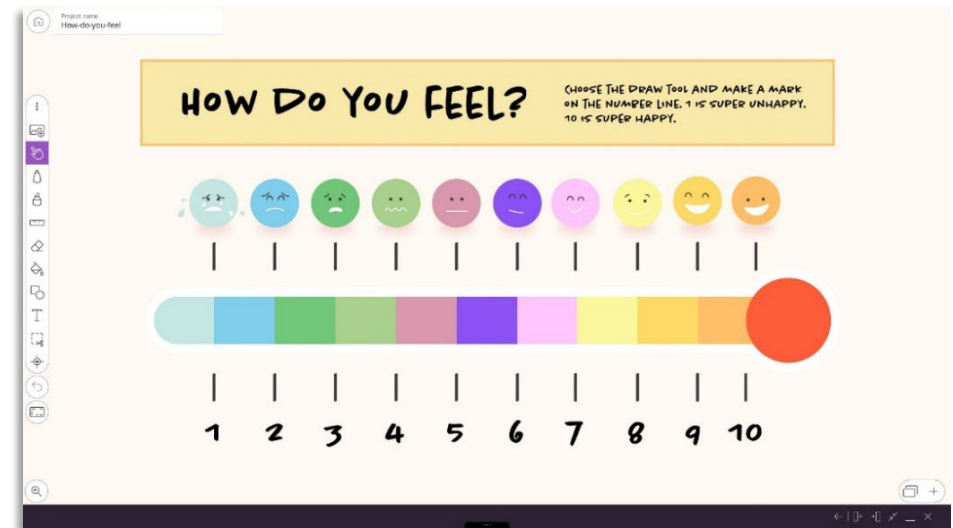 Project name
How-do-you-feel
HOW DO YOU FEEL?
CHOOSE THE DRAW TOOL AND MAKE A MARK
ON THE NUMBER LINE. 1 IS SUPER UNHAPPY.
10 IS SUPER HAPPY.
T
1 2 3 4 5 6 7 8 9 10